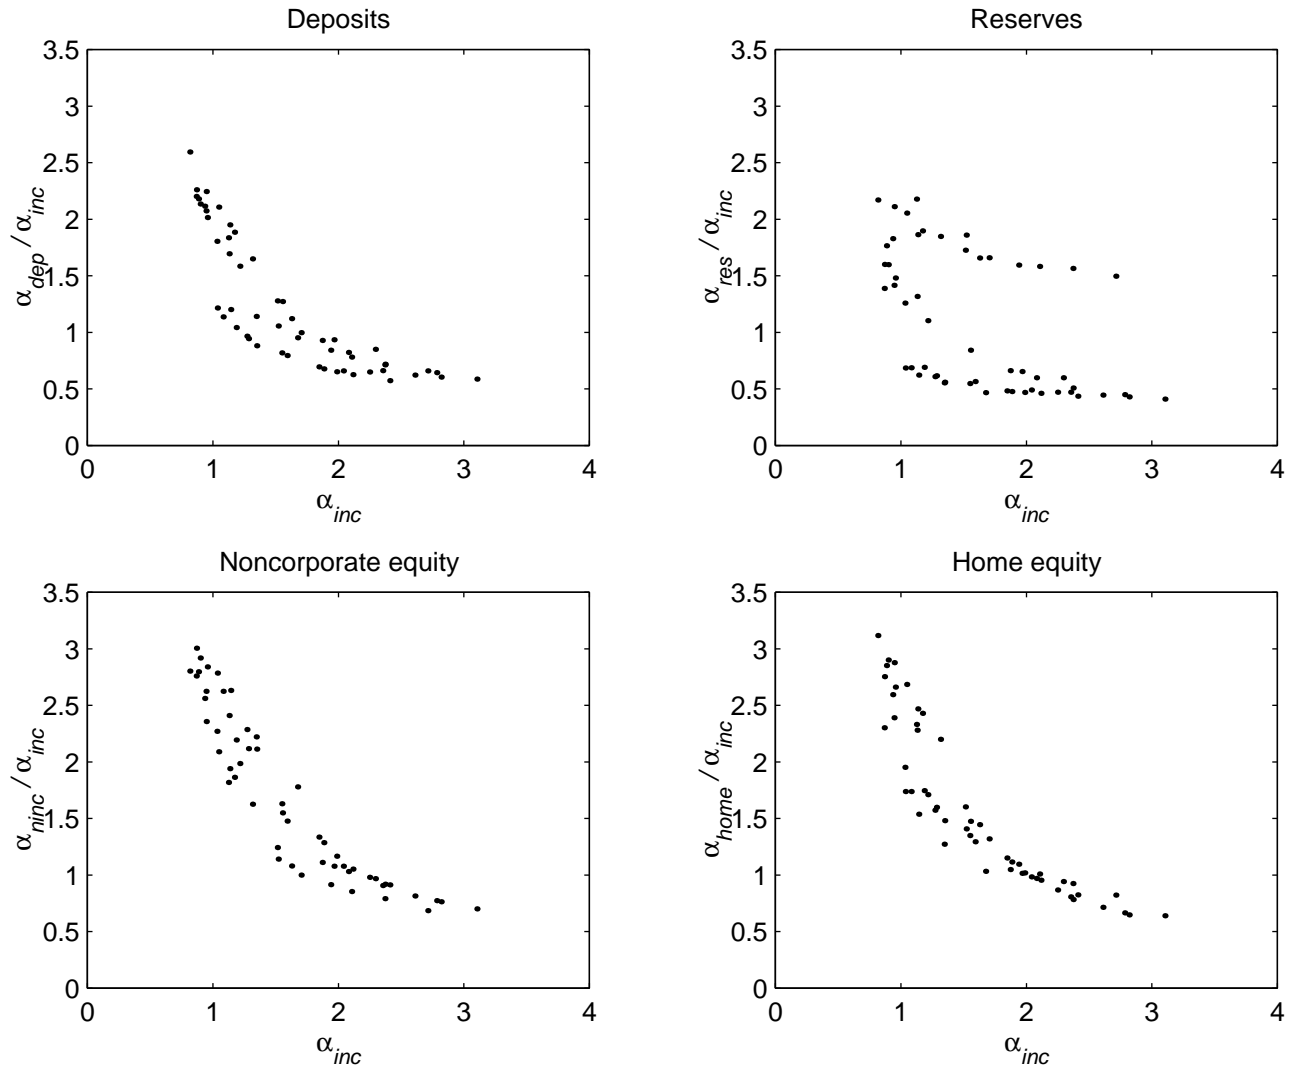 Deposits
3.5
3
2.5
2
1.5
1
0.5
0
0 1 2 3 4
α_dep / α_inc
α_inc
Reserves
3.5
3
2.5
2
1.5
1
0.5
0
0 1 2 3 4
α_res / α_inc
α_inc
Noncorporate equity
3.5
3
2.5
2
1.5
1
0.5
0
0 1 2 3 4
α_ninc / α_inc
α_inc
Home equity
3.5
3
2.5
2
1.5
1
0.5
0
0 1 2 3 4
α_home / α_inc
α_inc